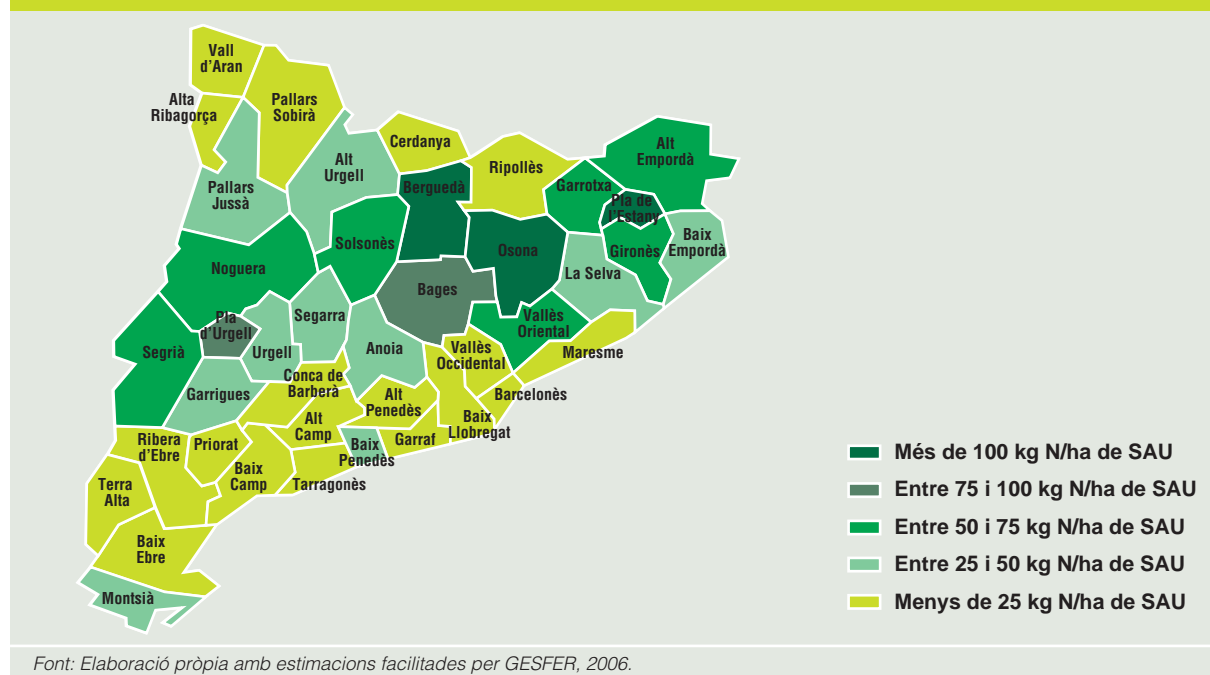 Vall
d'Aran
Alta
Ribagorça
Pallars
Sobirà
Cerdanya
Ripollès
Alt
Empordà
Alt
Urgell
Pallars
Jussà
Berguedà
Garrotxa
Pla de
l'Estany
Solsonès
Osona
Gironès
Baix
Empordà
Noguera
La Selva
Bages
Segarra
Vallès
Oriental
Pla
d'Urgell
Segrià
Urgell
Anoia
Vallès
Occidental
Maresme
Garrigues
Conca de
Barberà
Alt
Penedès
Barcelonès
Alt
Camp
Baix
Llobregat
Ribera
d'Ebre
Priorat
Baix
Penedès
Garraf
Baix
Camp
Tarragonès
Terra
Alta
Baix
Ebre
Montsià
Més de 100 kg N/ha de SAU
Entre 75 i 100 kg N/ha de SAU
Entre 50 i 75 kg N/ha de SAU
Entre 25 i 50 kg N/ha de SAU
Menys de 25 kg N/ha de SAU
Font: Elaboració pròpia amb estimacions facilitades per GESFER, 2006.